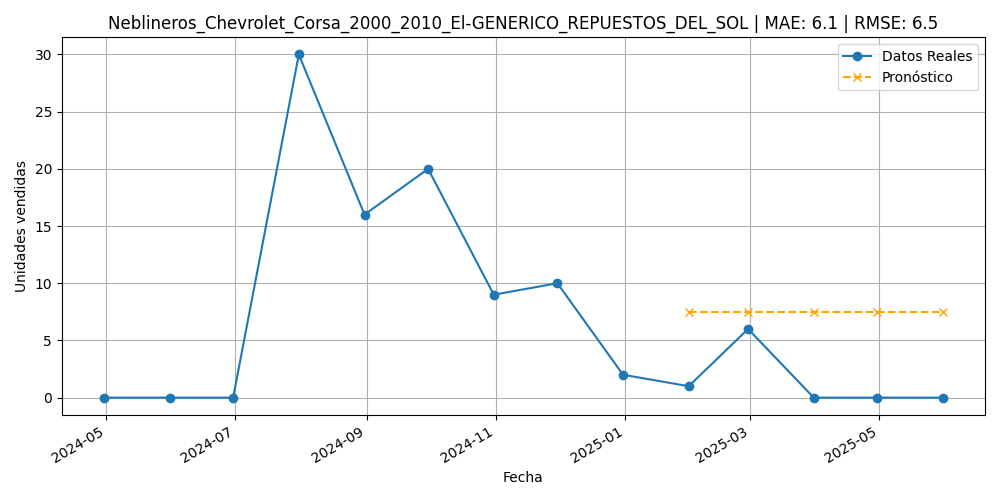 Neblineros_Chevrolet_Corsa_2000_2010_El-GENERICO_REPUESTOS_DEL_SOL | MAE: 6.1 | RMSE: 6.5
Datos Reales
Pronóstico
Unidades vendidas
30
25
20
15
10
5
0
2024-05
2024-07
2024-09
2024-11
2025-01
2025-03
2025-05
Fecha